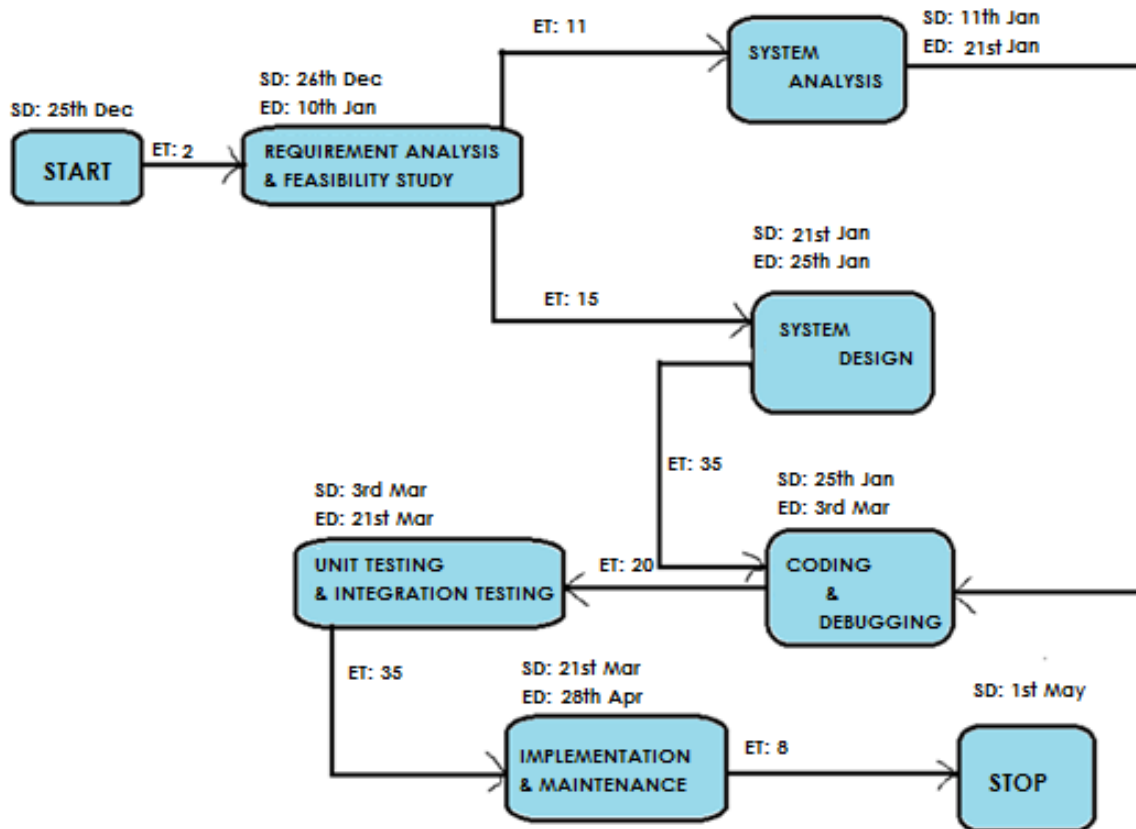 ET: 11
SYSTEM
ANALYSIS
SD: 11th Jan
ED: 21st Jan
SD: 25th Dec
START
ET: 2
SD: 26th Dec
ED: 10th Jan
REQUIREMENT ANALYSIS
& FEASIBILITY STUDY
SD: 21st Jan
ED: 25th Jan
ET: 15
SYSTEM
DESIGN
ET: 35
SD: 25th Jan
ED: 3rd Mar
CODING
&
DEBUGGING
ET: 20
SD: 3rd Mar
ED: 21st Mar
UNIT TESTING
& INTEGRATION TESTING
ET: 35
SD: 21st Mar
ED: 28th Apr
IMPLEMENTATION
& MAINTENANCE
ET: 8
SD: 1st May
STOP